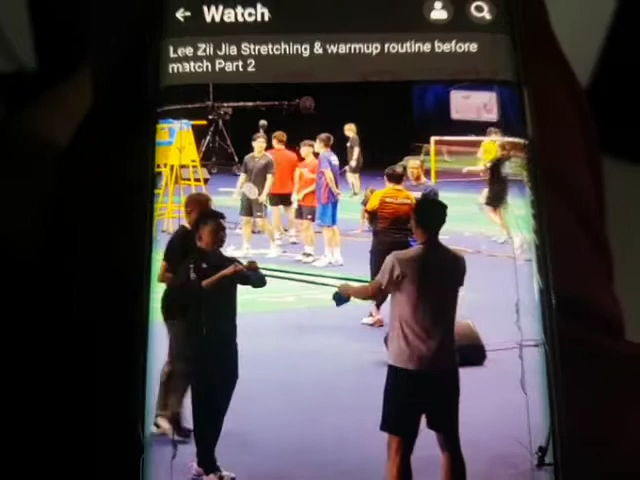 Watch
Lee Zii Jia Stretching & warmup routine before
match Part 2